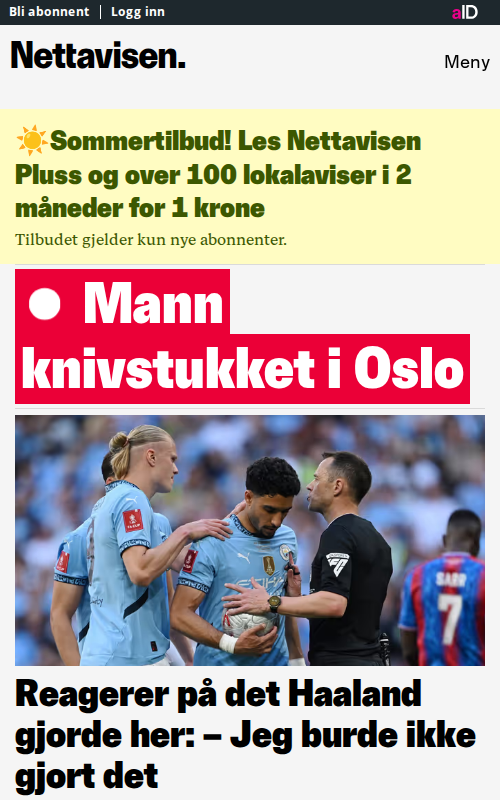 Bli abonnent
Logg inn
aID
Nettavisen.
Meny
☀️Sommertilbud! Les Nettavisen
Pluss og over 100 lokalaviser i 2
måneder for 1 krone
Tilbudet gjelder kun nye abonnenter.
Mann
knivstukket i Oslo
SARR
7
Reagerer på det Haaland
gjorde her: – Jeg burde ikke
gjort det